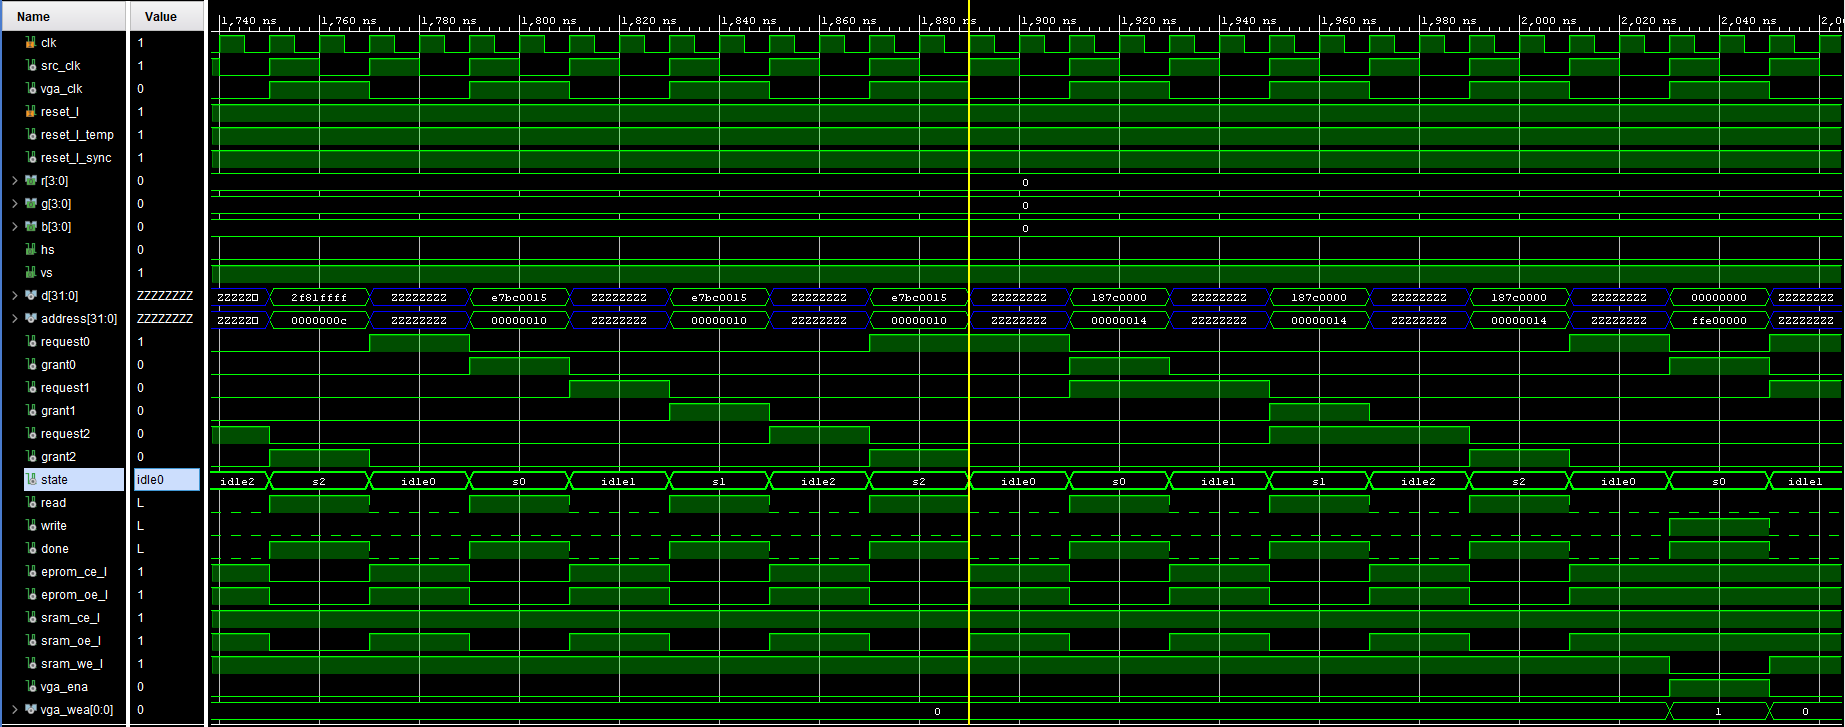 Name Value 1,740 ns 1,760 ns 1,780 ns 1,800 ns 1,820 ns 1,840 ns 1,860 ns 1,880 ns 1,900 ns 1,920 ns 1,940 ns 1,960 ns 1,980 ns 2,000 ns 2,020 ns 2,040 ns
clk 1
src_clk 1
vga_clk 0
reset_l 1
reset_l_temp 1
reset_l_sync 1
r[3:0] 0 0
g[3:0] 0 0
b[3:0] 0 0
hs 0
vs 1
d[31:0] ZZZZZZZZ ZZZZZ 2f81ffff ZZZZZZZZ e7bc0015 ZZZZZZZZ e7bc0015 ZZZZZZZZ e7bc0015 ZZZZZZZZ 187c0000 ZZZZZZZZ 187c0000 ZZZZZZZZ 187c0000 ZZZZZZZZ 00000000 ZZZZZZZZ
address[31:0] ZZZZZZZZ ZZZZZ 0000000c ZZZZZZZZ 00000010 ZZZZZZZZ 00000010 ZZZZZZZZ 00000010 ZZZZZZZZ 00000014 ZZZZZZZZ 00000014 ZZZZZZZZ 00000014 ZZZZZZZZ ffe00000 ZZZZZZZZ
request0 1
grant0 0
request1 0
grant1 0
request2 0
grant2 0
state idle0 idle2 s2 idle0 s0 idle1 s1 idle2 s2 idle0 s0 idle1 s1 idle2 s2 idle0 s0 idle1
read L
write L
done L
eprom_ce_l 1
eprom_oe_l 1
sram_ce_l 1
sram_oe_l 1
sram_we_l 1
vga_ena 0
vga_wea[0:0] 0 0 1 0